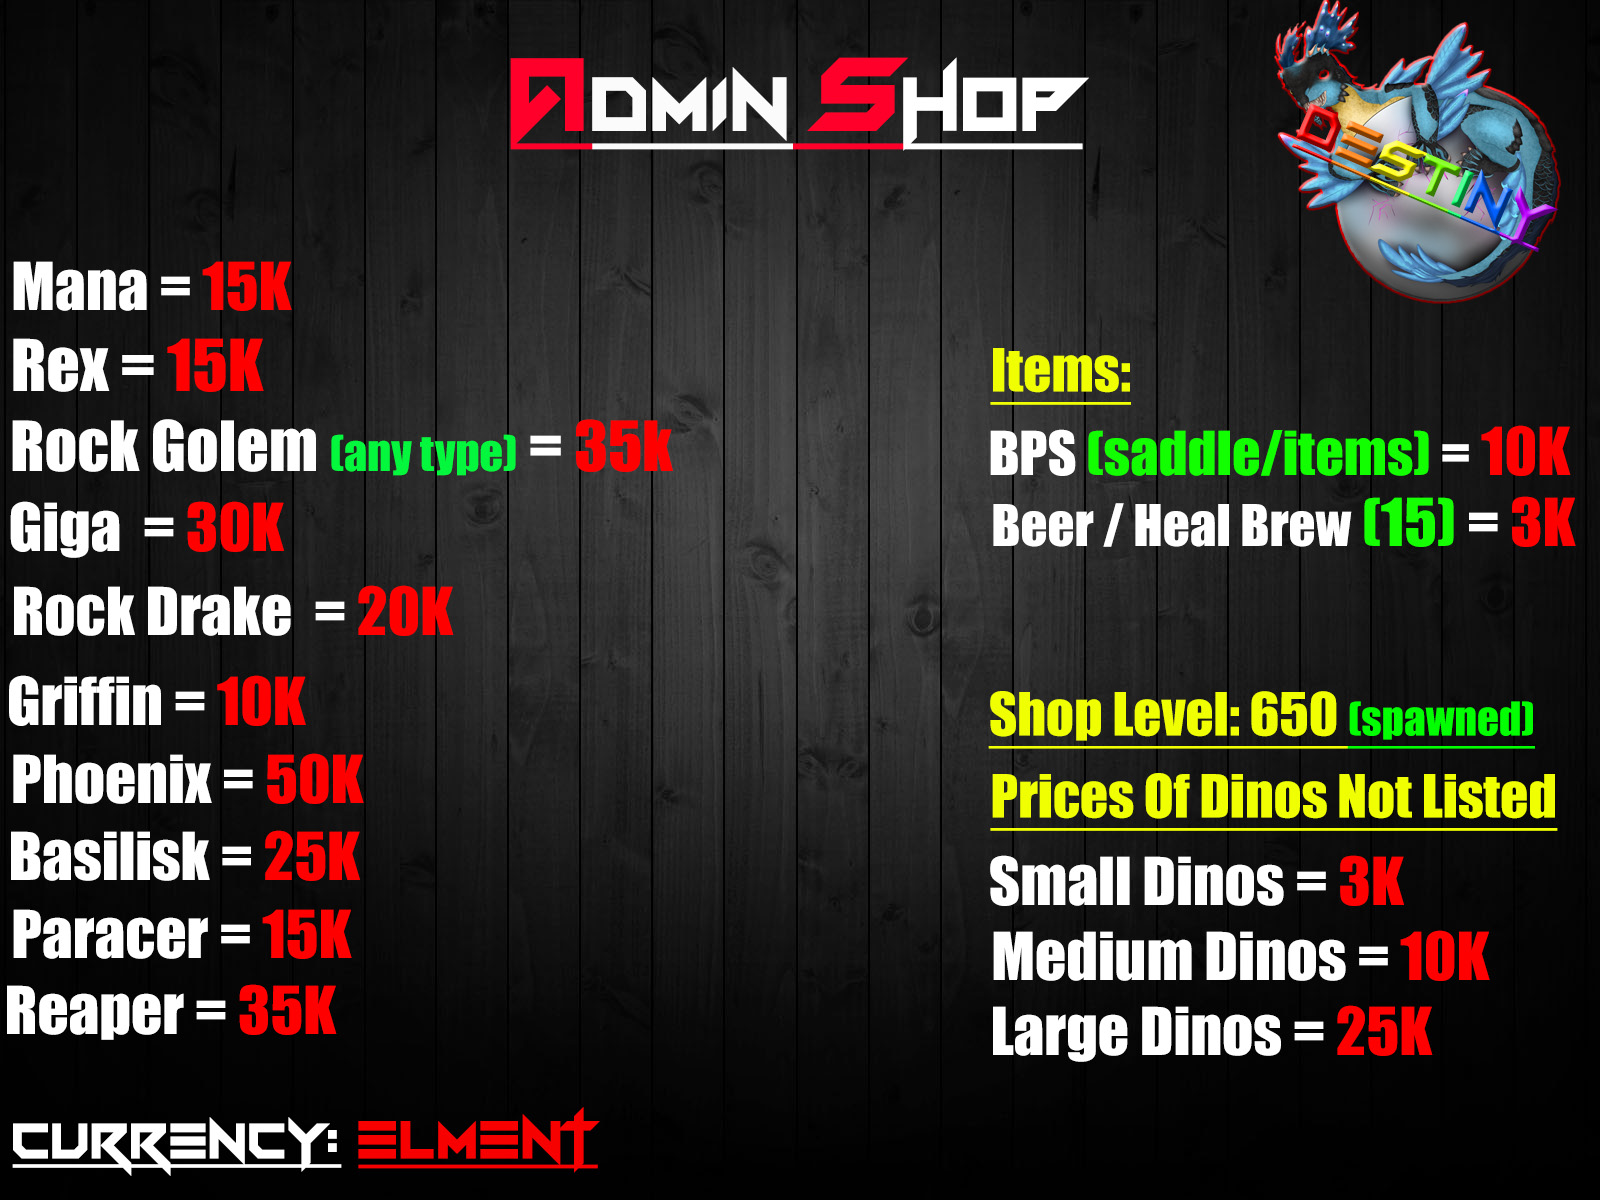 Admin Shop
DESTINY
Mana = 15K
Rex = 15K
Rock Golem (any type) = 35k
Giga = 30K
Rock Drake = 20K
Griffin = 10K
Phoenix = 50K
Basilisk = 25K
Paracer = 15K
Reaper = 35K
Items:
BPS (saddle/items) = 10K
Beer / Heal Brew (15) = 3K
Shop Level: 650 (spawned)
Prices Of Dinos Not Listed
Small Dinos = 3K
Medium Dinos = 10K
Large Dinos = 25K
CURRENCY: ELMENT